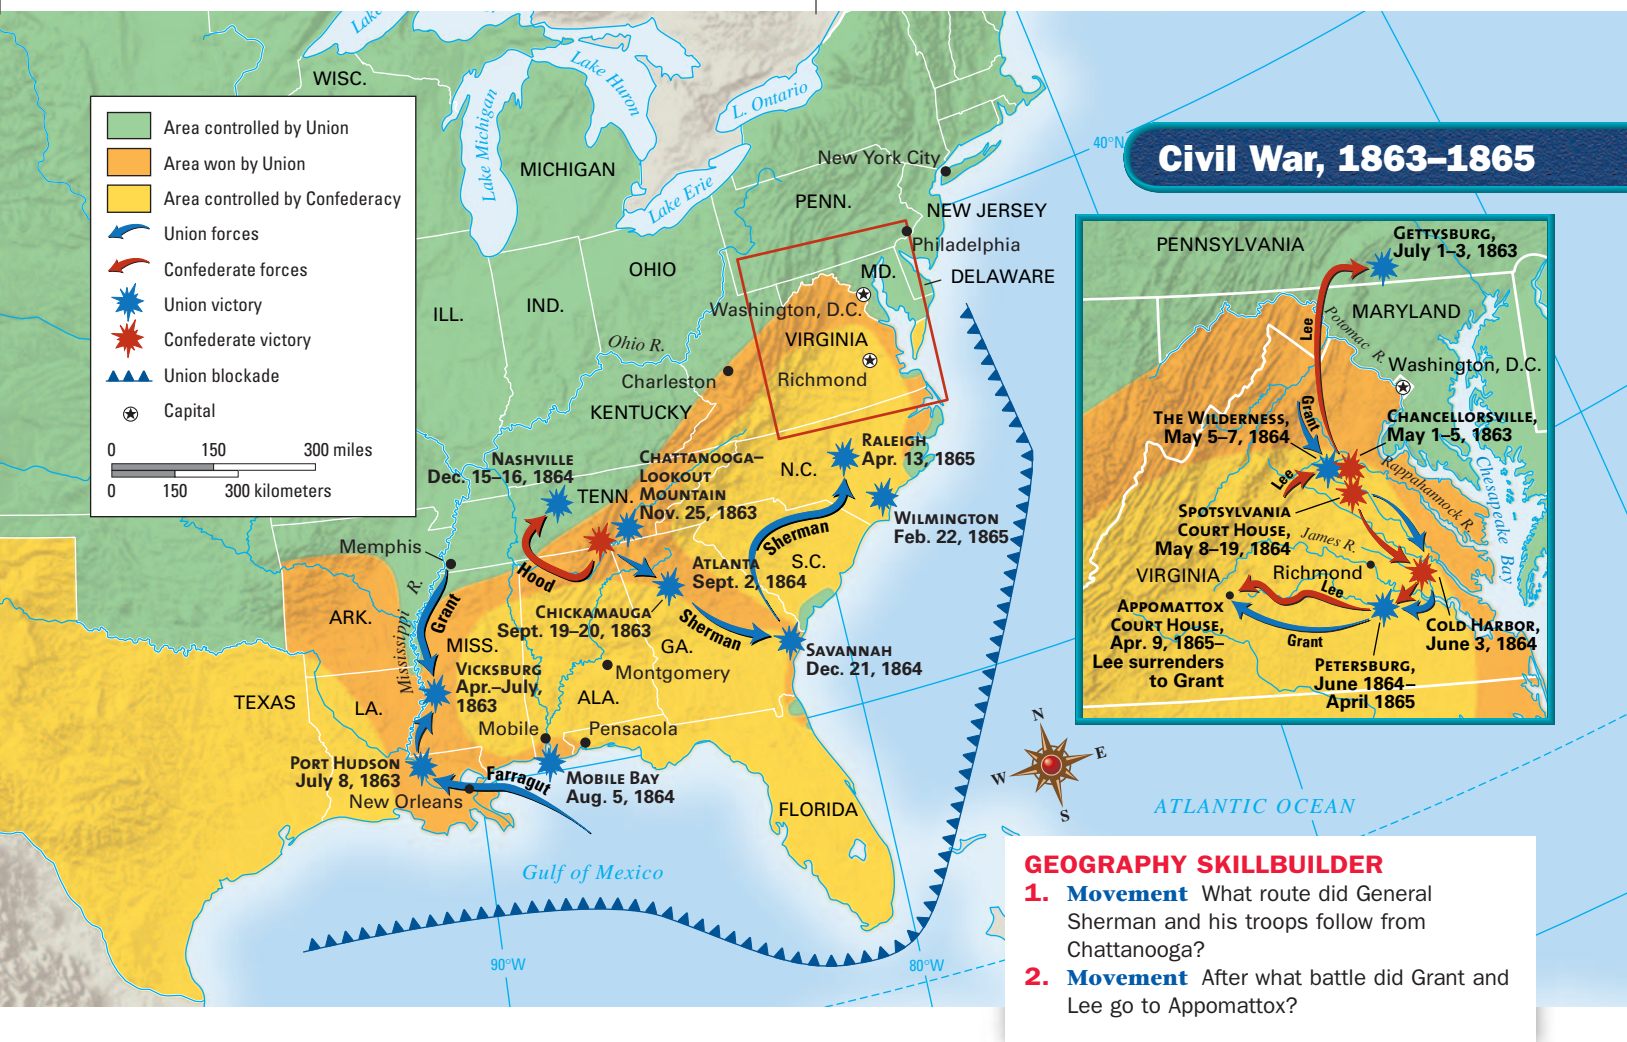 Civil War, 1863–1865
Area controlled by Union
Area won by Union
Area controlled by Confederacy
Union forces
Confederate forces
Union victory
Confederate victory
Union blockade
Capital
0 150 300 miles
0 150 300 kilometers
Lake
WISC.
Lake Michigan
Lake Huron
L. Ontario
Lake Erie
MICHIGAN
New York City
PENN.
NEW JERSEY
Philadelphia
MD.
DELAWARE
OHIO
IND.
ILL.
Washington, D.C.
VIRGINIA
Richmond
Ohio R.
Charleston
KENTUCKY
40°N
NASHVILLE
Dec. 15–16, 1864
CHATTANOOGA–
LOOKOUT
MOUNTAIN
Nov. 25, 1863
TENN.
N.C.
RALEIGH
Apr. 13, 1865
WILMINGTON
Feb. 22, 1865
Sherman
S.C.
Memphis
Hood
ATLANTA
Sept. 2, 1864
CHICKAMAUGA
Sept. 19–20, 1863
Grant
ARK.
Mississippi R.
MISS.
GA.
Sherman
SAVANNAH
Dec. 21, 1864
VICKSBURG
Apr.–July,
1863
Montgomery
ALA.
TEXAS
LA.
Mobile
Pensacola
PORT HUDSON
July 8, 1863
New Orleans
Farragut
MOBILE BAY
Aug. 5, 1864
FLORIDA
Gulf of Mexico
90°W
80°W
N
E
W
S
ATLANTIC OCEAN
PENNSYLVANIA
GETTYSBURG,
July 1–3, 1863
MARYLAND
Lee
Potomac R.
Washington, D.C.
Grant
THE WILDERNESS,
May 5–7, 1864
CHANCELLORSVILLE,
May 1–5, 1863
Lee
Rappahannock R.
Chesapeake Bay
SPOTSYLVANIA
COURT HOUSE,
May 8–19, 1864
James R.
VIRGINIA
Richmond
Lee
APPOMATTOX
COURT HOUSE,
Apr. 9, 1865–
Lee surrenders
to Grant
Grant
COLD HARBOR,
June 3, 1864
PETERSBURG,
June 1864–
April 1865
GEOGRAPHY SKILLBUILDER
1. Movement What route did General
Sherman and his troops follow from
Chattanooga?
2. Movement After what battle did Grant and
Lee go to Appomattox?